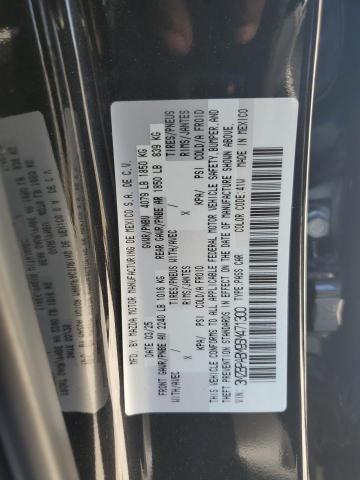 MFD. BY MAZDA MOTOR MANUFACTURING DE MEXICO S.A. DE C.V.
DATE 03/25 GVWR/PNBV 4079 LB 1850 KG
FRONT GAWR/PNBE AV 2240 LB 1016 KG REAR GAWR/PNBE AR 1850 LB 839 KG
WITH/AVEC / TIRES/PNEUS WITH/AVEC / TIRES/PNEUS
X RIMS/JANTES X RIMS/JANTES
KPA/ PSI COLD/A FROID KPA/ PSI COLD/A FROID
THIS VEHICLE CONFORMS TO ALL APPLICABLE FEDERAL MOTOR VEHICLE SAFETY, BUMPER, AND
THEFT PREVENTION STANDARDS IN EFFECT ON THE DATE OF MANUFACTURE SHOWN ABOVE.
TYPE: PASS CAR COLOR CODE: 41W MADE IN MEXICO
VIN: